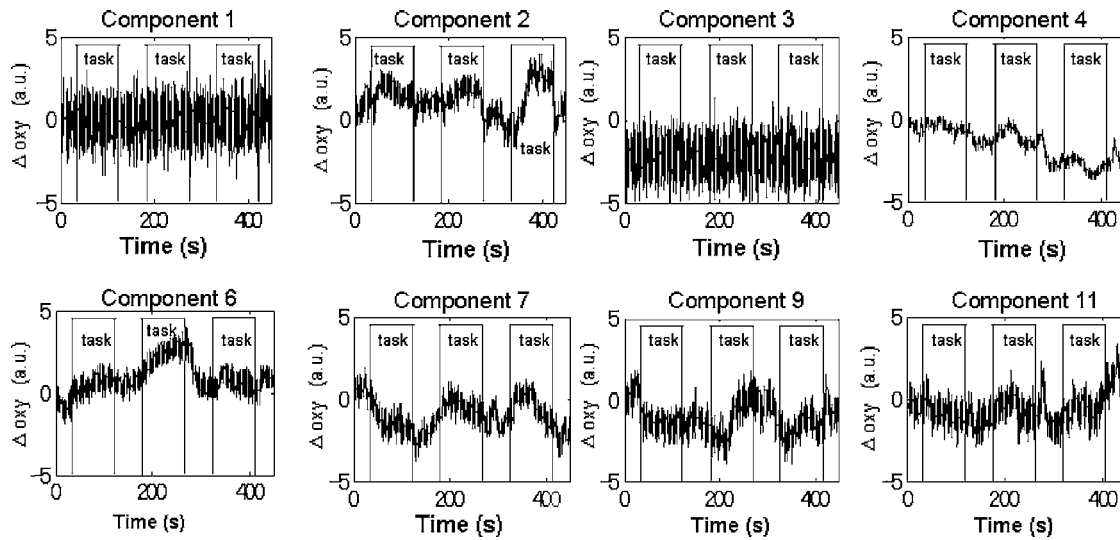 Component 1
5
0
−5
Δ oxy (a.u.)
task
task
task
0
200
400
Time (s)
Component 2
5
0
−5
Δ oxy (a.u.)
task
task
task
0
200
400
Time (s)
Component 3
5
0
−5
Δ oxy (a.u.)
task
task
task
0
200
400
Time (s)
Component 4
5
0
−5
Δ oxy (a.u.)
task
task
task
0
200
400
Time (s)
Component 6
5
0
−5
Δ oxy (a.u.)
task
task
task
0
200
400
Time (s)
Component 7
5
0
−5
Δ oxy (a.u.)
task
task
task
0
200
400
Time (s)
Component 9
5
0
−5
Δ oxy (a.u.)
task
task
task
0
200
400
Time (s)
Component 11
5
0
−5
Δ oxy (a.u.)
task
task
task
0
200
400
Time (s)